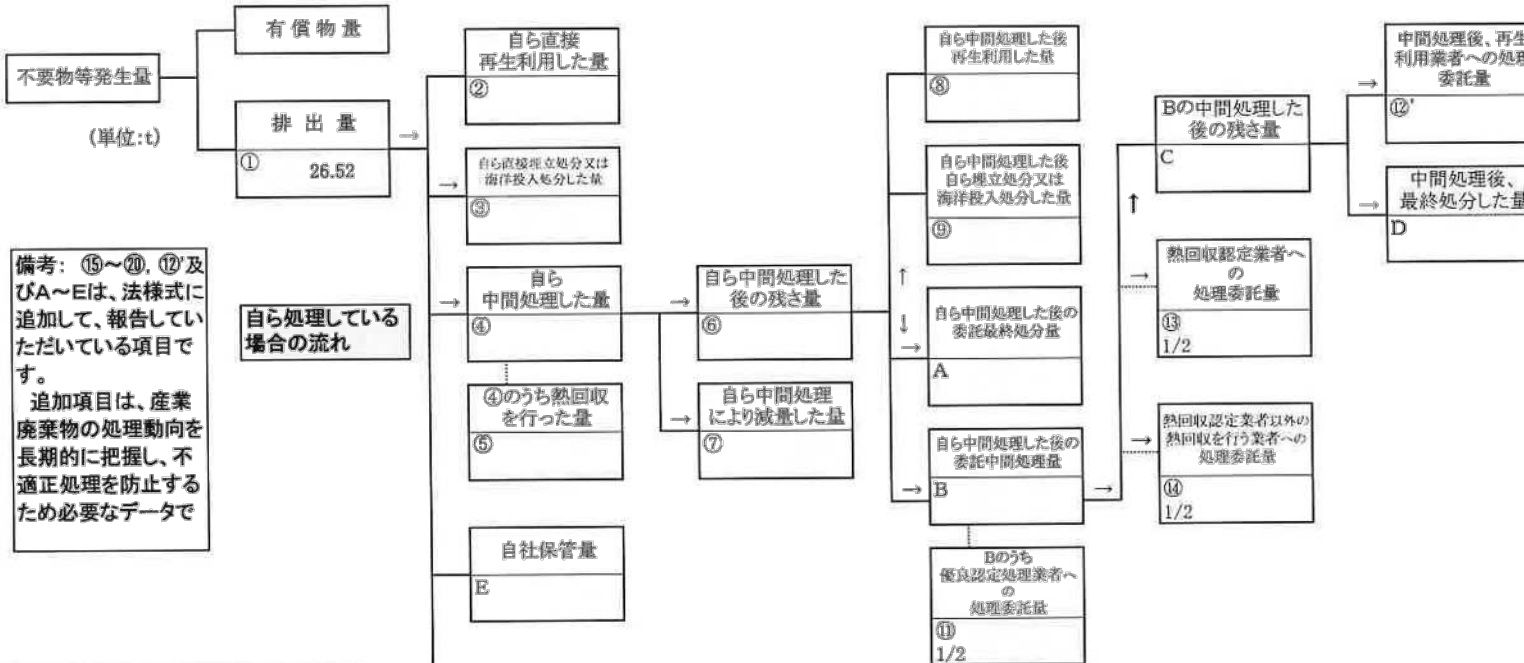 有償物量
不要物等発生量
(単位:t)
排出量
①
26.52
→
自ら直接
再生利用した量
②
→
自ら直接埋立処分又は
海洋投入処分した量
③
→
自ら
中間処理した量
④
④のうち熱回収
を行った量
⑤
自社保管量
E
備考: ⑮～⑳, ⑫'及
びA～Eは、法様式に
追加して、報告してい
ただいている項目で
す。
追加項目は、産業
廃棄物の処理動向を
長期的に把握し、不
適正処理を防止する
ため必要なデータで
自ら処理している
場合の流れ
→
自ら中間処理した
後の残さ量
⑥
→
自ら中間処理
により減量した量
⑦
自ら中間処理した後
再生利用した量
⑧
自ら中間処理した後
自ら埋立処分又は
海洋投入処分した量
⑨
↑
↓
→
自ら中間処理した後の
委託最終処分量
A
→
自ら中間処理した後の
委託中間処理量
B
→
Bのうち
優良認定処理業者へ
の
処理委託量
⑪
1/2
Bの中間処理した
後の残さ量
C
↑
→
熱回収認定業者へ
の
処理委託量
⑬
1/2
→
熱回収認定業者以外の
熱回収を行う業者への
処理委託量
⑭
1/2
→
中間処理後、再生
利用業者への処理
委託量
⑫'
→
中間処理後、
最終処分した量
D